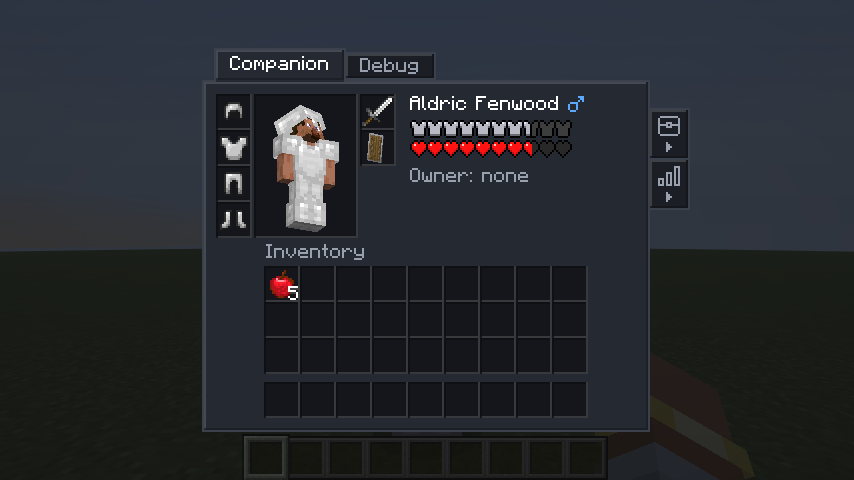 Companion
Debug
Aldric Fenwood ♂
Owner: none
Inventory
5